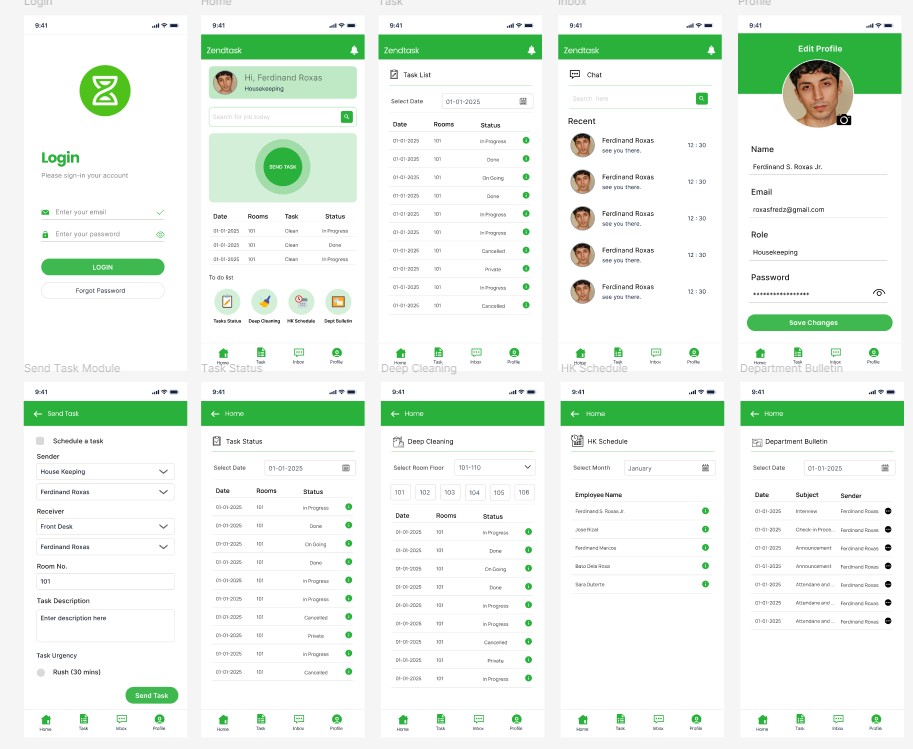 Login
9:41
Login
Please sign-in your account
Enter your email
Enter your password
LOGIN
Forgot Password
Home
9:41
Zendtask
Hi, Ferdinand Roxas
Housekeeping
Search for job today
SEND TASK
Date Rooms Task Status
01-01-2025 101 Clean In Progress
01-01-2025 101 Clean Done
01-01-2025 101 Clean In Progress
To do list
Tasks Status Deep Cleaning HK Schedule Dept Bulletin
Home Task Inbox Profile
Task
9:41
Zendtask
Task List
Select Date 01-01-2025
Date Rooms Status
01-01-2025 101 In Progress
01-01-2025 101 Done
01-01-2025 101 On Going
01-01-2025 101 Done
01-01-2025 101 In Progress
01-01-2025 101 In Progress
01-01-2025 101 Cancelled
01-01-2025 101 Private
01-01-2025 101 In Progress
01-01-2025 101 Cancelled
Home Task Inbox Profile
Inbox
9:41
Zendtask
Chat
Search here
Recent
Ferdinand Roxas
see you there. 12 : 30
Ferdinand Roxas
see you there. 12 : 30
Ferdinand Roxas
see you there. 12 : 30
Ferdinand Roxas
see you there. 12 : 30
Ferdinand Roxas
see you there. 12 : 30
Home Task Inbox Profile
Profile
9:41
Edit Profile
Name
Ferdinand S. Roxas Jr.
Email
roxasfredz@gmail.com
Role
Housekeeping
Password
*****************
Save Changes
Home Task Inbox Profile
Send Task Module
9:41
Send Task
Schedule a task
Sender
House Keeping
Ferdinand Roxas
Receiver
Front Desk
Ferdinand Roxas
Room No.
101
Task Description
Enter description here
Task Urgency
Rush (30 mins)
Send Task
Home Task Inbox Profile
Task Status
9:41
Home
Task Status
Select Date 01-01-2025
Date Rooms Status
01-01-2025 101 In Progress
01-01-2025 101 Done
01-01-2025 101 On Going
01-01-2025 101 Done
01-01-2025 101 In Progress
01-01-2025 101 In Progress
01-01-2025 101 Cancelled
01-01-2025 101 Private
01-01-2025 101 In Progress
01-01-2025 101 Cancelled
Home Task Inbox Profile
Deep Cleaning
9:41
Home
Deep Cleaning
Select Room Floor 101-110
101 102 103 104 105 106
Date Rooms Status
01-01-2025 101 In Progress
01-01-2025 101 Done
01-01-2025 101 On Going
01-01-2025 101 Done
01-01-2025 101 In Progress
01-01-2025 101 In Progress
01-01-2025 101 Cancelled
01-01-2025 101 Private
01-01-2025 101 In Progress
Home Task Inbox Profile
HK Schedule
9:41
Home
HK Schedule
Select Month January
Employee Name
Ferdinand S. Roxas Jr.
Jose Rizal
Ferdinand Marcos
Bato Dela Rosa
Sara Duterte
Home Task Inbox Profile
Department Bulletin
9:41
Home
Department Bulletin
Select Date 01-01-2025
Date Subject Sender
01-01-2025 Interview Ferdinand Roxas
01-01-2025 Check-in Proce... Ferdinand Roxas
01-01-2025 Announcement Ferdinand Roxas
01-01-2025 Announcement Ferdinand Roxas
01-01-2025 Attendane and ... Ferdinand Roxas
01-01-2025 Attendane and ... Ferdinand Roxas
01-01-2025 Attendane and ... Ferdinand Roxas
Home Task Inbox Profile